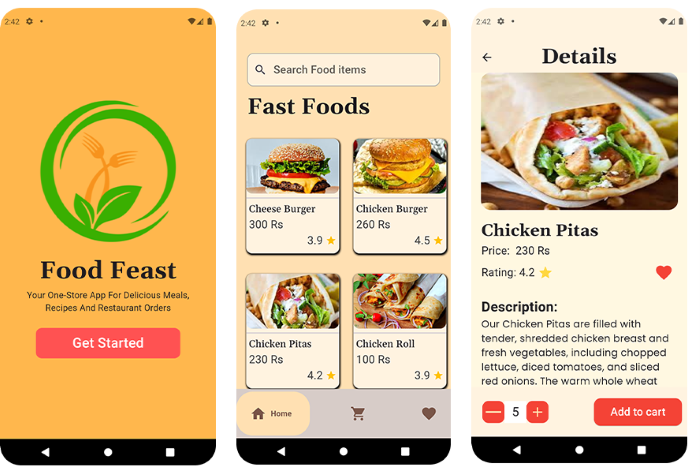 2:42
Food Feast
Your One-Store App For Delicious Meals,
Recipes And Restaurant Orders
Get Started
2:42
Search Food items
Fast Foods
Cheese Burger
300 Rs
3.9
Chicken Burger
260 Rs
4.5
Chicken Pitas
230 Rs
4.2
Chicken Roll
100 Rs
3.9
Home
2:42
Details
Chicken Pitas
Price: 230 Rs
Rating: 4.2
Description:
Our Chicken Pitas are filled with
tender, shredded chicken breast and
fresh vegetables, including chopped
lettuce, diced tomatoes, and sliced
red onions. The warm whole wheat
5
Add to cart